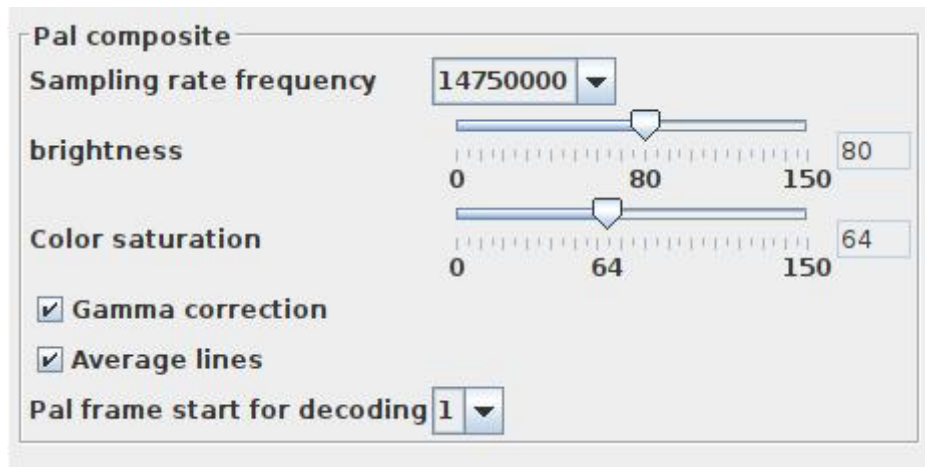 Pal composite
Sampling rate frequency 14750000
brightness 80
0 80 150
Color saturation 64
0 64 150
Gamma correction
Average lines
Pal frame start for decoding 1